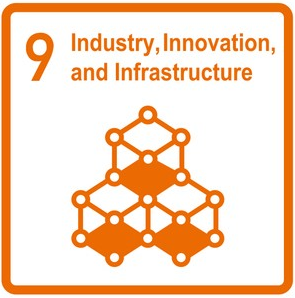 9
Industry, Innovation,
and Infrastructure